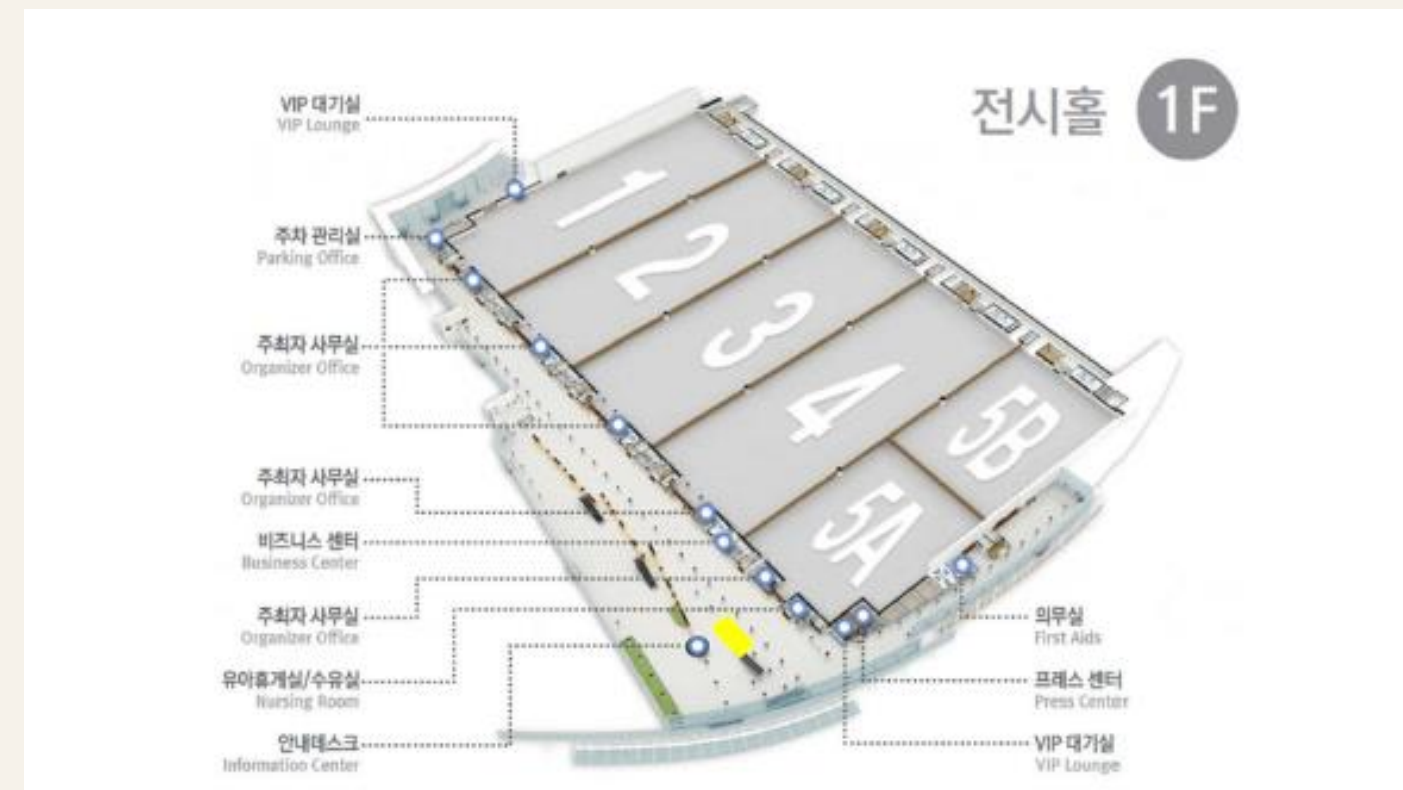 전시홀 1F
VIP 대기실
VIP Lounge
주차 관리실
Parking Office
주최자 사무실
Organizer Office
주최자 사무실
Organizer Office
비즈니스 센터
Business Center
주최자 사무실
Organizer Office
유아휴게실/수유실
Nursing Room
안내데스크
Information Center
1
2
3
4
5B
5A
의무실
First Aids
프레스 센터
Press Center
VIP 대기실
VIP Lounge